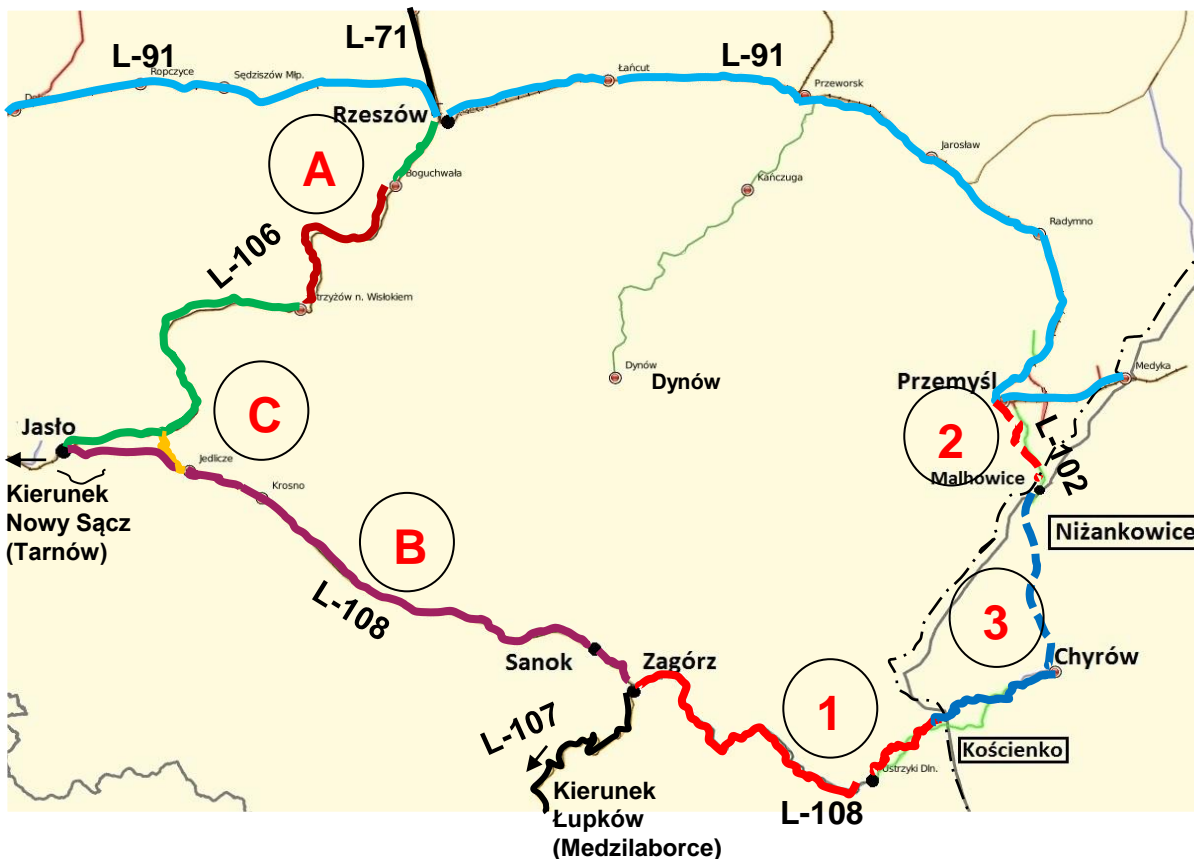 L-71
L-91
L-91
Ropczyce
Sędziszów Młp.
Łańcut
Przeworsk
Rzeszów
A
Jarosław
Boguchwała
Kańczuga
Radymno
L-106
trzyżów n. Wisłokiem
Dynów
Dynów
Przemyśl
Medyka
C
2
L-102
Jasło
Jedlicze
Malhowice
Krosno
Kierunek
Nowy Sącz
(Tarnów)
Niżankowice
B
L-108
3
Sanok
Zagórz
Chyrów
1
L-107
Kościenko
Ustrzyki Dln.
Kierunek
Łupków
(Medzilaborce)
L-108